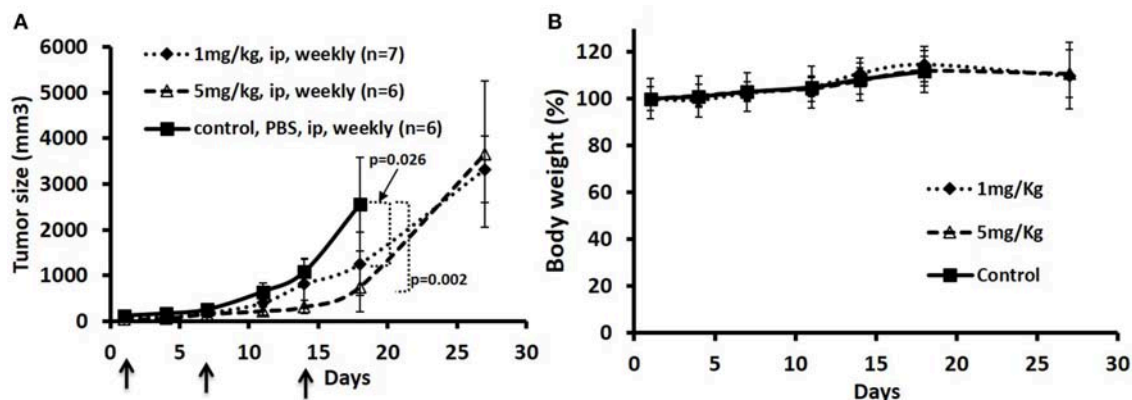 A
6000
5000
4000
3000
2000
1000
0
Tumor size (mm3)
1mg/kg, ip, weekly (n=7)
5mg/kg, ip, weekly (n=6)
control, PBS, ip, weekly (n=6)
p=0.026
p=0.002
0 5 10 15 20 25 30
Days
B
120
100
80
60
40
20
0
Body weight (%)
1mg/Kg
5mg/Kg
Control
0 5 10 15 20 25 30
Days